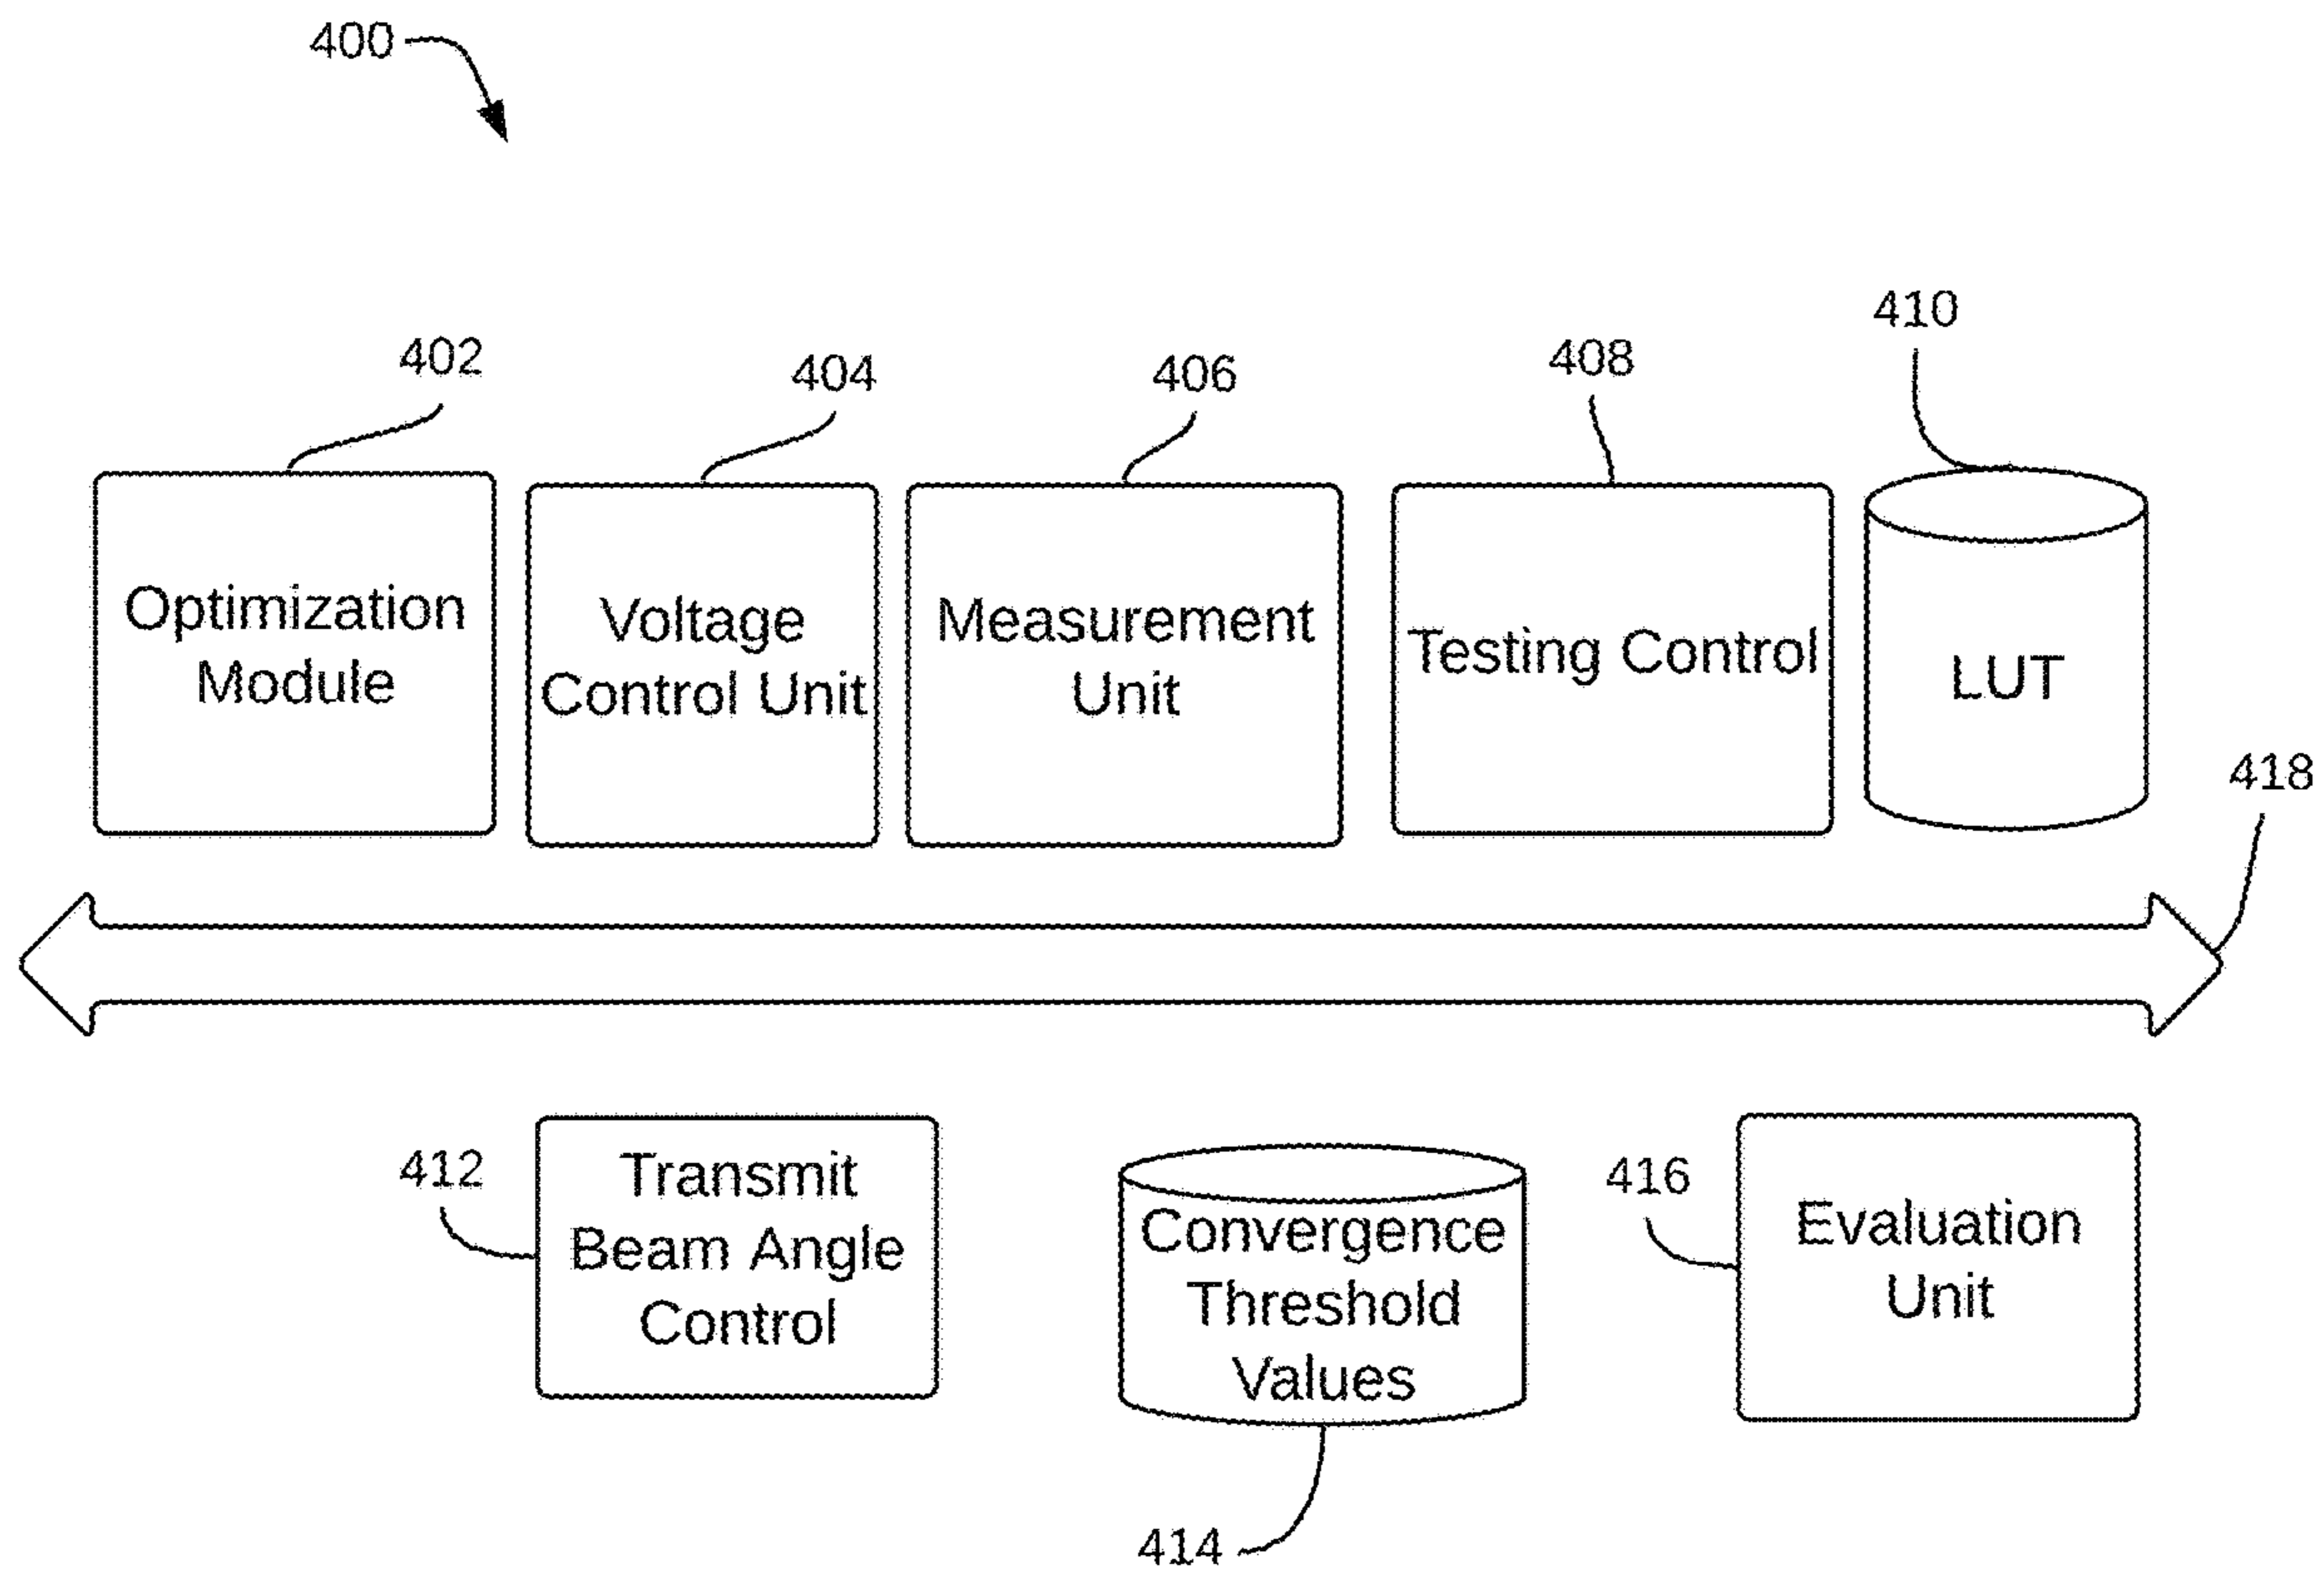 400
402
404
406
408
410
Optimization
Module
Voltage
Control Unit
Measurement
Unit
Testing Control
LUT
418
412
Transmit
Beam Angle
Control
Convergence
Threshold
Values
414
416
Evaluation
Unit